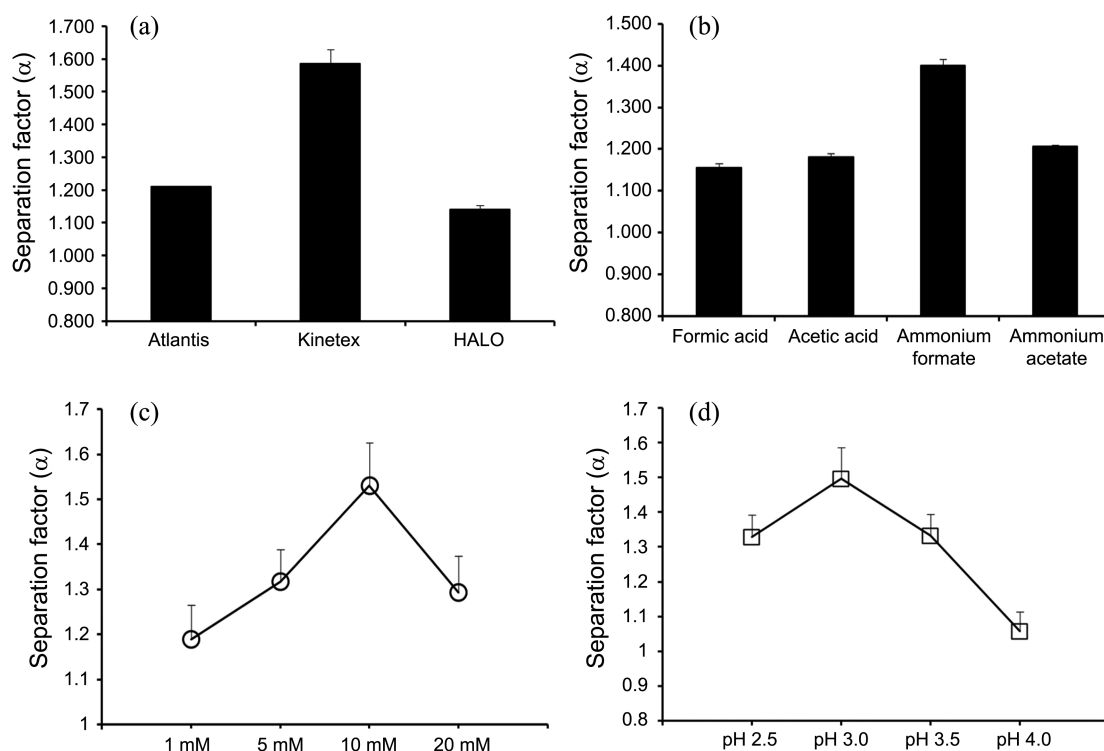 (a)
Separation factor (α)
1.700
1.600
1.500
1.400
1.300
1.200
1.100
1.000
0.900
0.800
Atlantis Kinetex HALO
(b)
Separation factor (α)
1.500
1.400
1.300
1.200
1.100
1.000
0.900
0.800
Formic acid Acetic acid Ammonium Ammonium
formate acetate
(c)
Separation factor (α)
1.7
1.6
1.5
1.4
1.3
1.2
1.1
1
1 mM 5 mM 10 mM 20 mM
(d)
Separation factor (α)
1.7
1.6
1.5
1.4
1.3
1.2
1.1
1
0.9
0.8
pH 2.5 pH 3.0 pH 3.5 pH 4.0